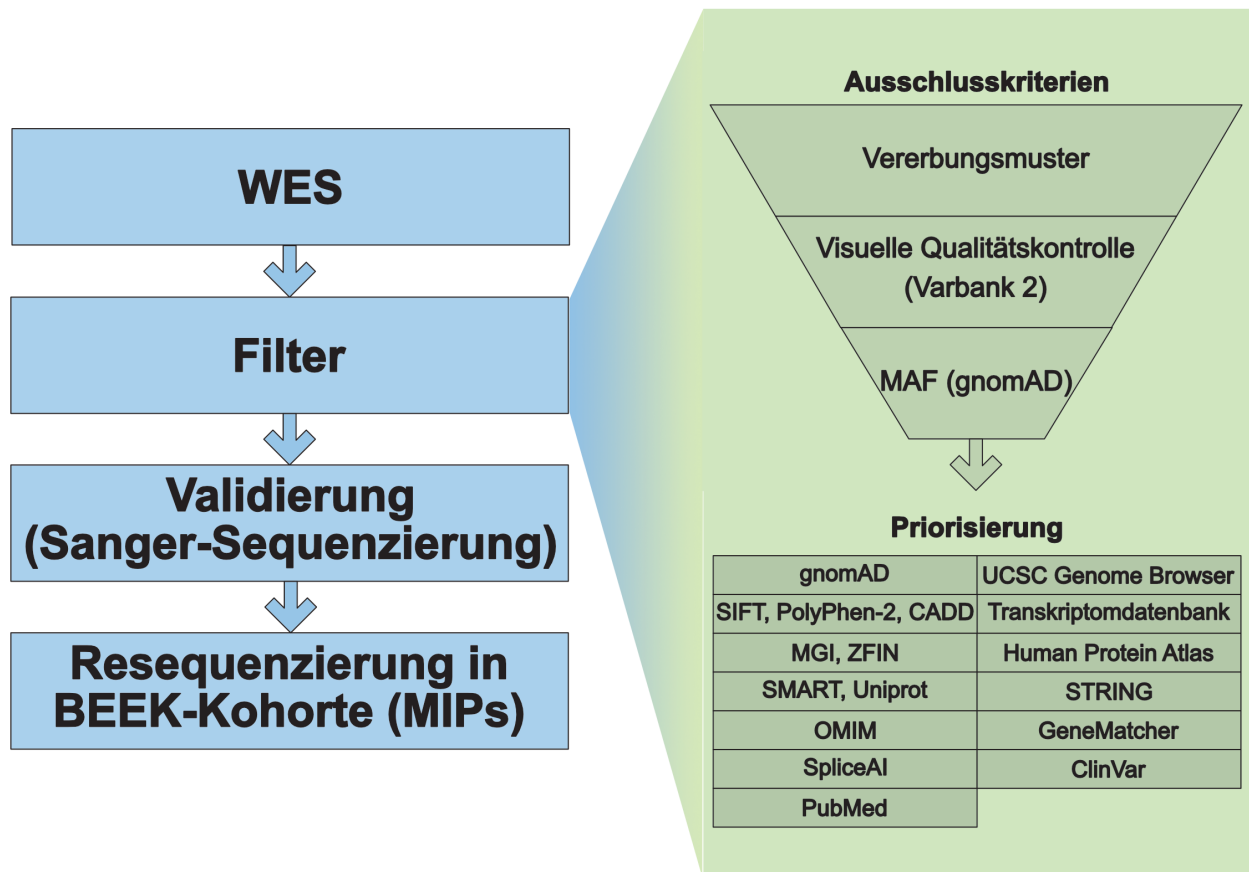 WES
Filter
Validierung
(Sanger-Sequenzierung)
Resequenzierung in
BEEK-Kohorte (MIPs)
Ausschlusskriterien
Vererbungsmuster
Visuelle Qualitätskontrolle
(Varbank 2)
MAF (gnomAD)
Priorisierung
gnomAD
UCSC Genome Browser
SIFT, PolyPhen-2, CADD
Transkriptomdatenbank
MGI, ZFIN
Human Protein Atlas
SMART, Uniprot
STRING
OMIM
GeneMatcher
SpliceAI
ClinVar
PubMed